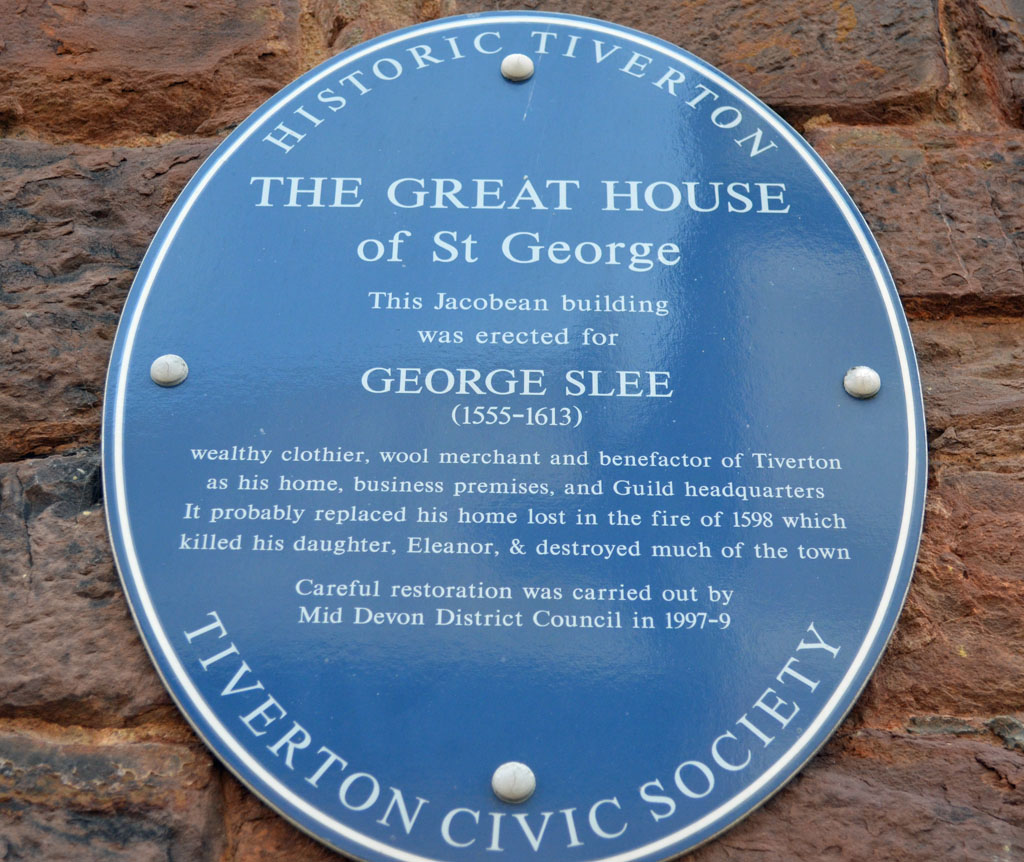 HISTORIC TIVERTON
THE GREAT HOUSE
of St George
This Jacobean building
was erected for
GEORGE SLEE
(1555-1613)
wealthy clothier, wool merchant and benefactor of Tiverton
as his home, business premises, and Guild headquarters
It probably replaced his home lost in the fire of 1598 which
killed his daughter, Eleanor, & destroyed much of the town
Careful restoration was carried out by
Mid Devon District Council in 1997-9
TIVERTON CIVIC SOCIETY